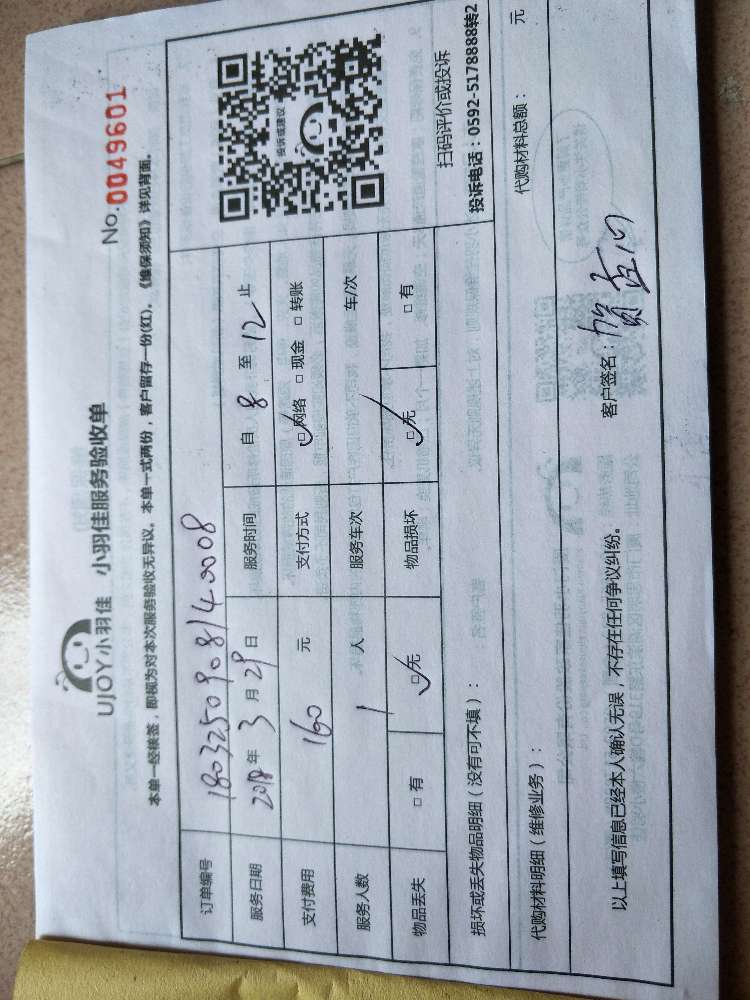 UJOY小羽佳 小羽佳服务验收单
No.0049601
本单一经核签，即视为对本次服务验收无异议。本单一式两份，客户留存一份(红)。《维保须知》详见背面。
订单编号 1803250908140008
服务日期 2018年3月29日 服务时间 自 8 至 12 止
支付费用 160 元 支付方式 □网络 □现金 □转账
服务人数 1 人 服务车次 / 车/次
物品丢失 □有 □无 物品损坏 □无 □有
投诉或建议
扫码评价或投诉
投诉电话：0592-5178888转2
损坏或丢失物品明细（没有可不填）：
代购材料明细（维修业务）： 代购材料总额： 元
以上填写信息已经本人确认无误，不存在任何争议纠纷。 客户签名：